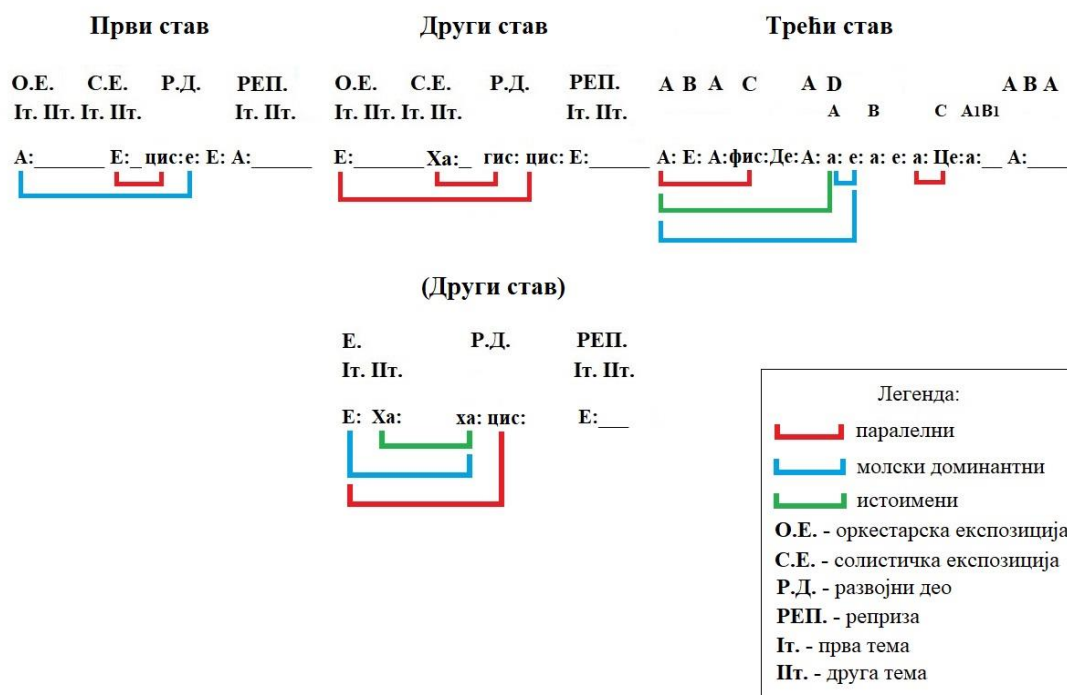 Први став
О.Е. С.Е. Р.Д. РЕП.
Iт. IIт. Iт. IIт. Iт. IIт.
А:_______ Е:_ цис:е: Е: А:______
Други став
О.Е. С.Е. Р.Д. РЕП.
Iт. IIт. Iт. IIт. Iт. IIт.
Е:_________ Ха:_ гис: цис: Е:______
Трећи став
A B A C A D A B A
A B C A1B1
А: Е: А:фис:Де:А: а: е: а: е: а: Це:а:__ А:____
(Други став)
Е. Р.Д. РЕП.
Iт. IIт. Iт. IIт.
Е: Ха: ха: цис: Е:___
Легенда:
паралелни
молски доминантни
истоимени
О.Е. - оркестарска експозиција
С.Е. - солистичка експозиција
Р.Д. - развојни део
РЕП. - реприза
Iт. - прва тема
IIт. - друга тема